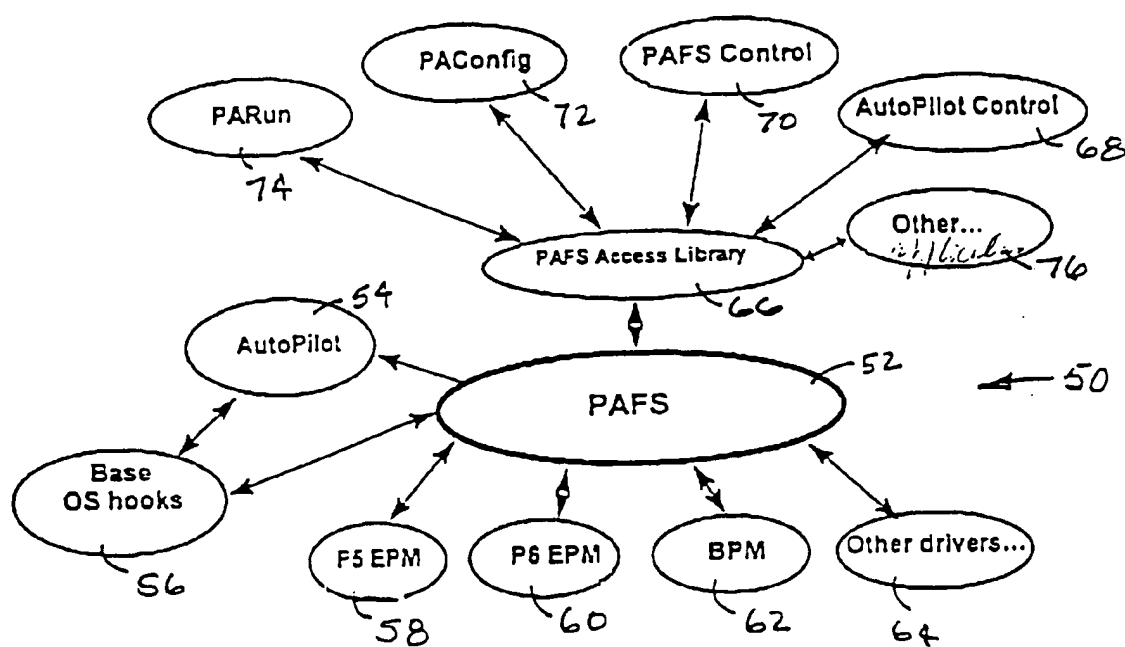 PAConfig
72
PAFS Control
70
PARun
74
AutoPilot Control
68
Other...
76
PAFS Access Library
66
54
AutoPilot
52
PAFS
50
Base
OS hooks
56
P5 EPM
58
P6 EPM
60
BPM
62
Other drivers...
64